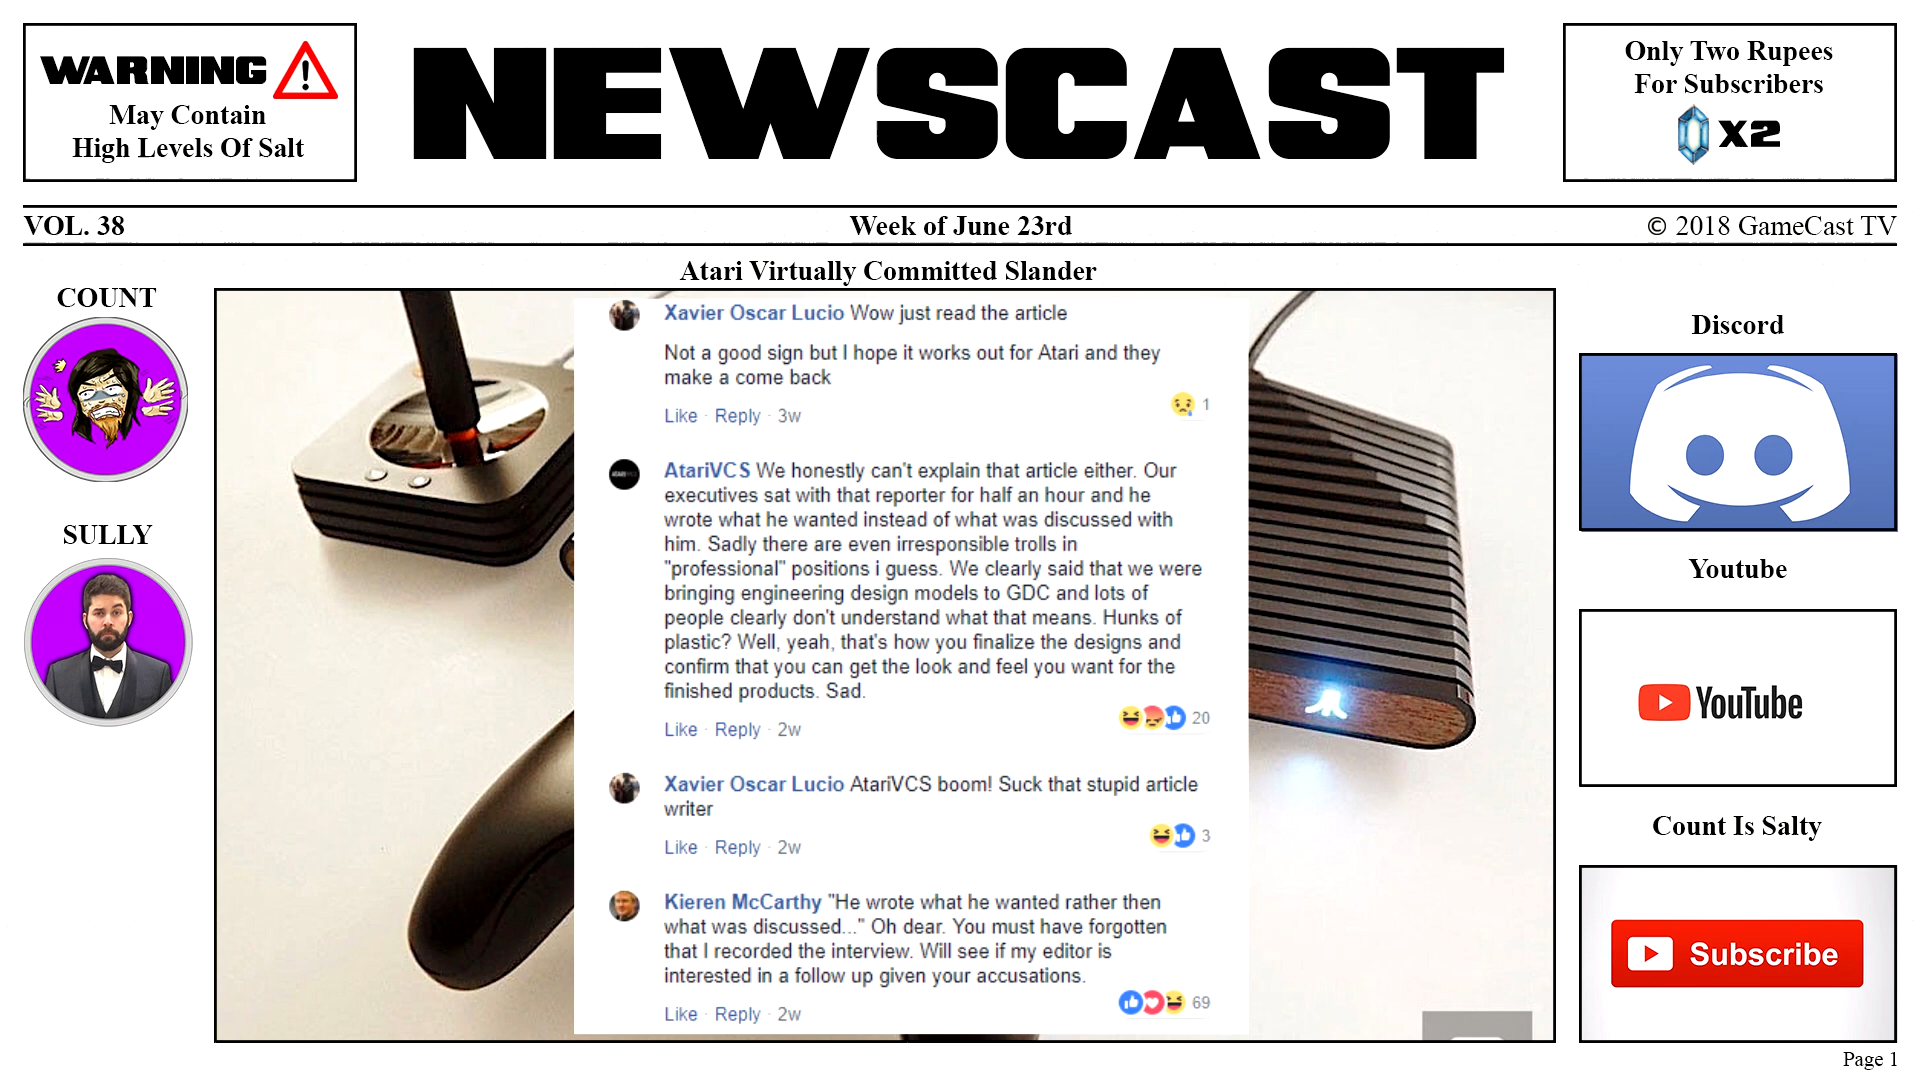 WARNING
May Contain
High Levels Of Salt
NEWSCAST
Only Two Rupees
For Subscribers
X2
VOL. 38
Week of June 23rd
© 2018 GameCast TV
Atari Virtually Committed Slander
COUNT
SULLY
Xavier Oscar Lucio Wow just read the article
Not a good sign but I hope it works out for Atari and they
make a come back
Like · Reply · 3w
1
AtariVCS We honestly can't explain that article either. Our
executives sat with that reporter for half an hour and he
wrote what he wanted instead of what was discussed with
him. Sadly there are even irresponsible trolls in
"professional" positions i guess. We clearly said that we were
bringing engineering design models to GDC and lots of
people clearly don't understand what that means. Hunks of
plastic? Well, yeah, that's how you finalize the designs and
confirm that you can get the look and feel you want for the
finished products. Sad.
Like · Reply · 2w
20
Xavier Oscar Lucio AtariVCS boom! Suck that stupid article
writer
Like · Reply · 2w
3
Kieren McCarthy "He wrote what he wanted rather then
what was discussed..." Oh dear. You must have forgotten
that I recorded the interview. Will see if my editor is
interested in a follow up given your accusations.
Like · Reply · 2w
69
Discord
Youtube
YouTube
Count Is Salty
Subscribe
Page 1